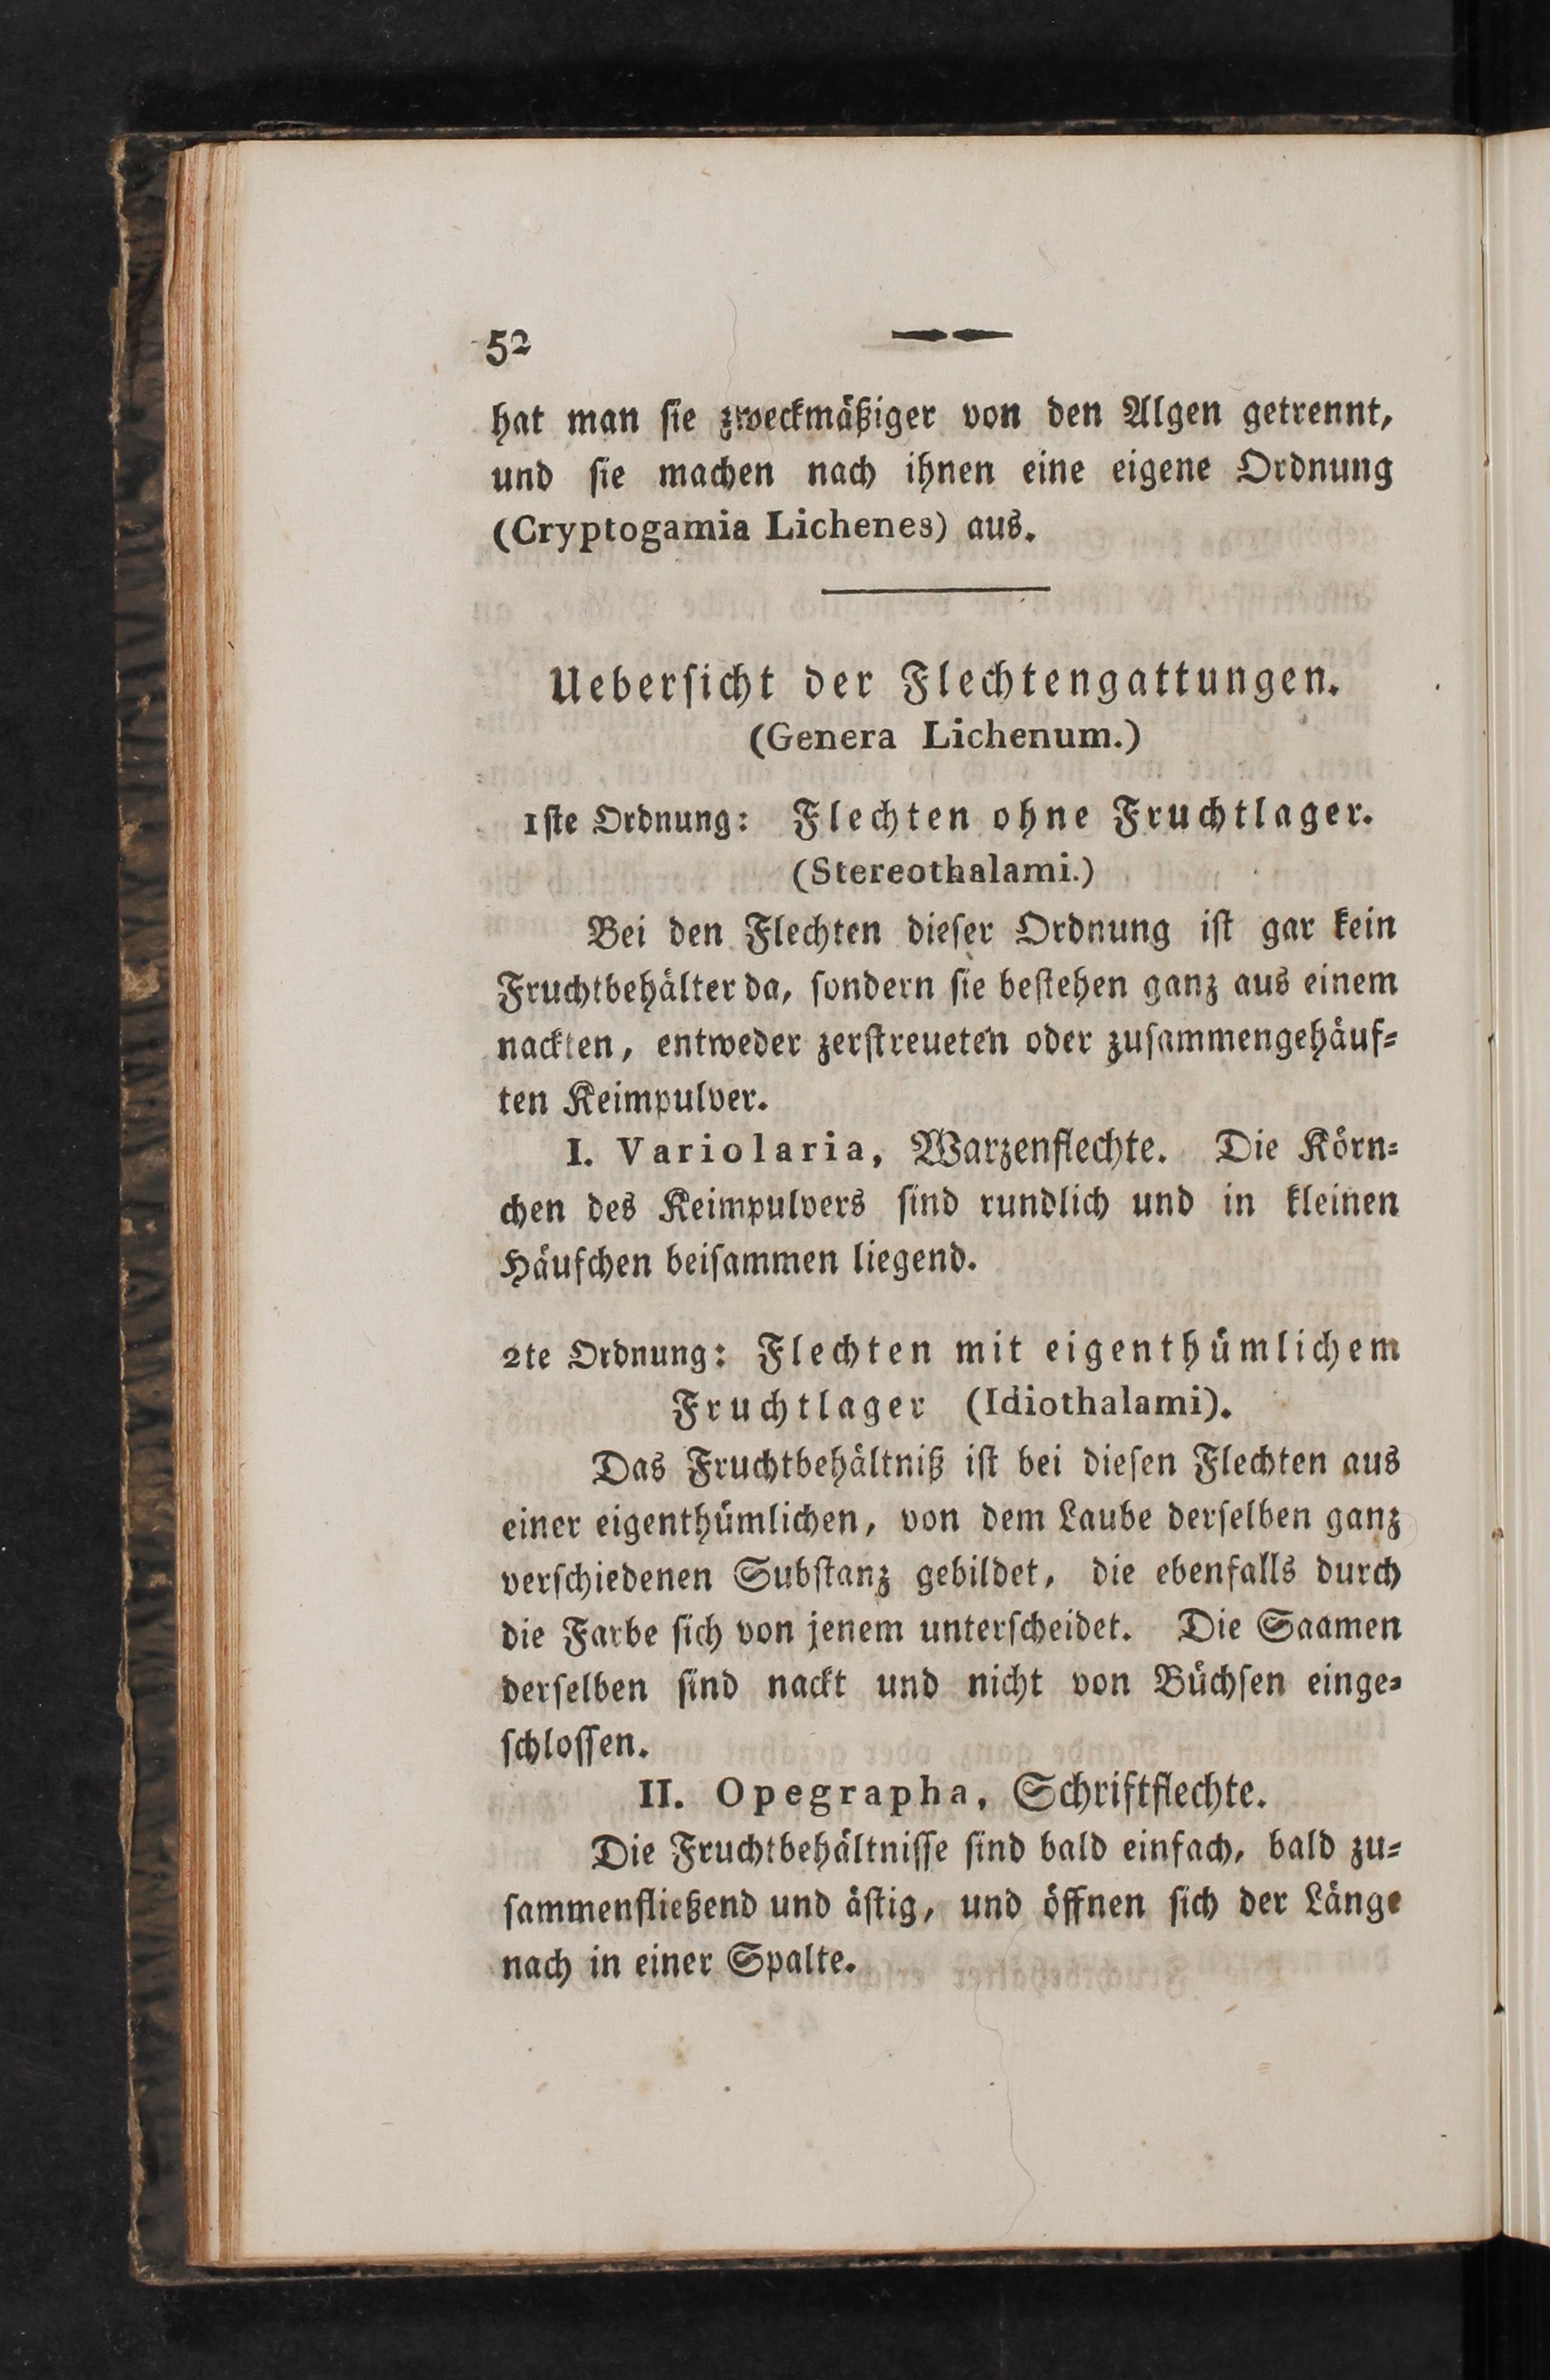 52
hat man ſie zweckmäßiger von den Algen getrennt,
und ſie machen nach ihnen eine eigene Ordnung
(Cryptogamia Lichenes) aus.
Ueberſicht der Flechtengattungen.
(Genera Lichenum.)
1ſte Ordnung: Flechten ohne Fruchtlager.
(Stereothalami.)
Bei den Flechten dieſer Ordnung iſt gar kein
Fruchtbehälter da, ſondern ſie beſtehen ganz aus einem
nackten, entweder zerſtreueten oder zuſammengehäuf⸗
ten Keimpulver.
I. Variolaria, Warzenflechte. Die Körn⸗
chen des Keimpulvers ſind rundlich und in kleinen
Häufchen beiſammen liegend.
2te Ordnung: Flechten mit eigenthümlichem
Fruchtlager (Idiothalami).
Das Fruchtbehältniß iſt bei dieſen Flechten aus
einer eigenthümlichen, von dem Laube derſelben ganz
verſchiedenen Subſtanz gebildet, die ebenfalls durch
die Farbe ſich von jenem unterſcheidet. Die Saamen
derſelben ſind nackt und nicht von Büchſen einge⸗
ſchloſſen.
II. Opegrapha, Schriftflechte.
Die Fruchtbehältniſſe ſind bald einfach, bald zu⸗
ſammenfließend und äſtig, und öffnen ſich der Länge
nach in einer Spalte.